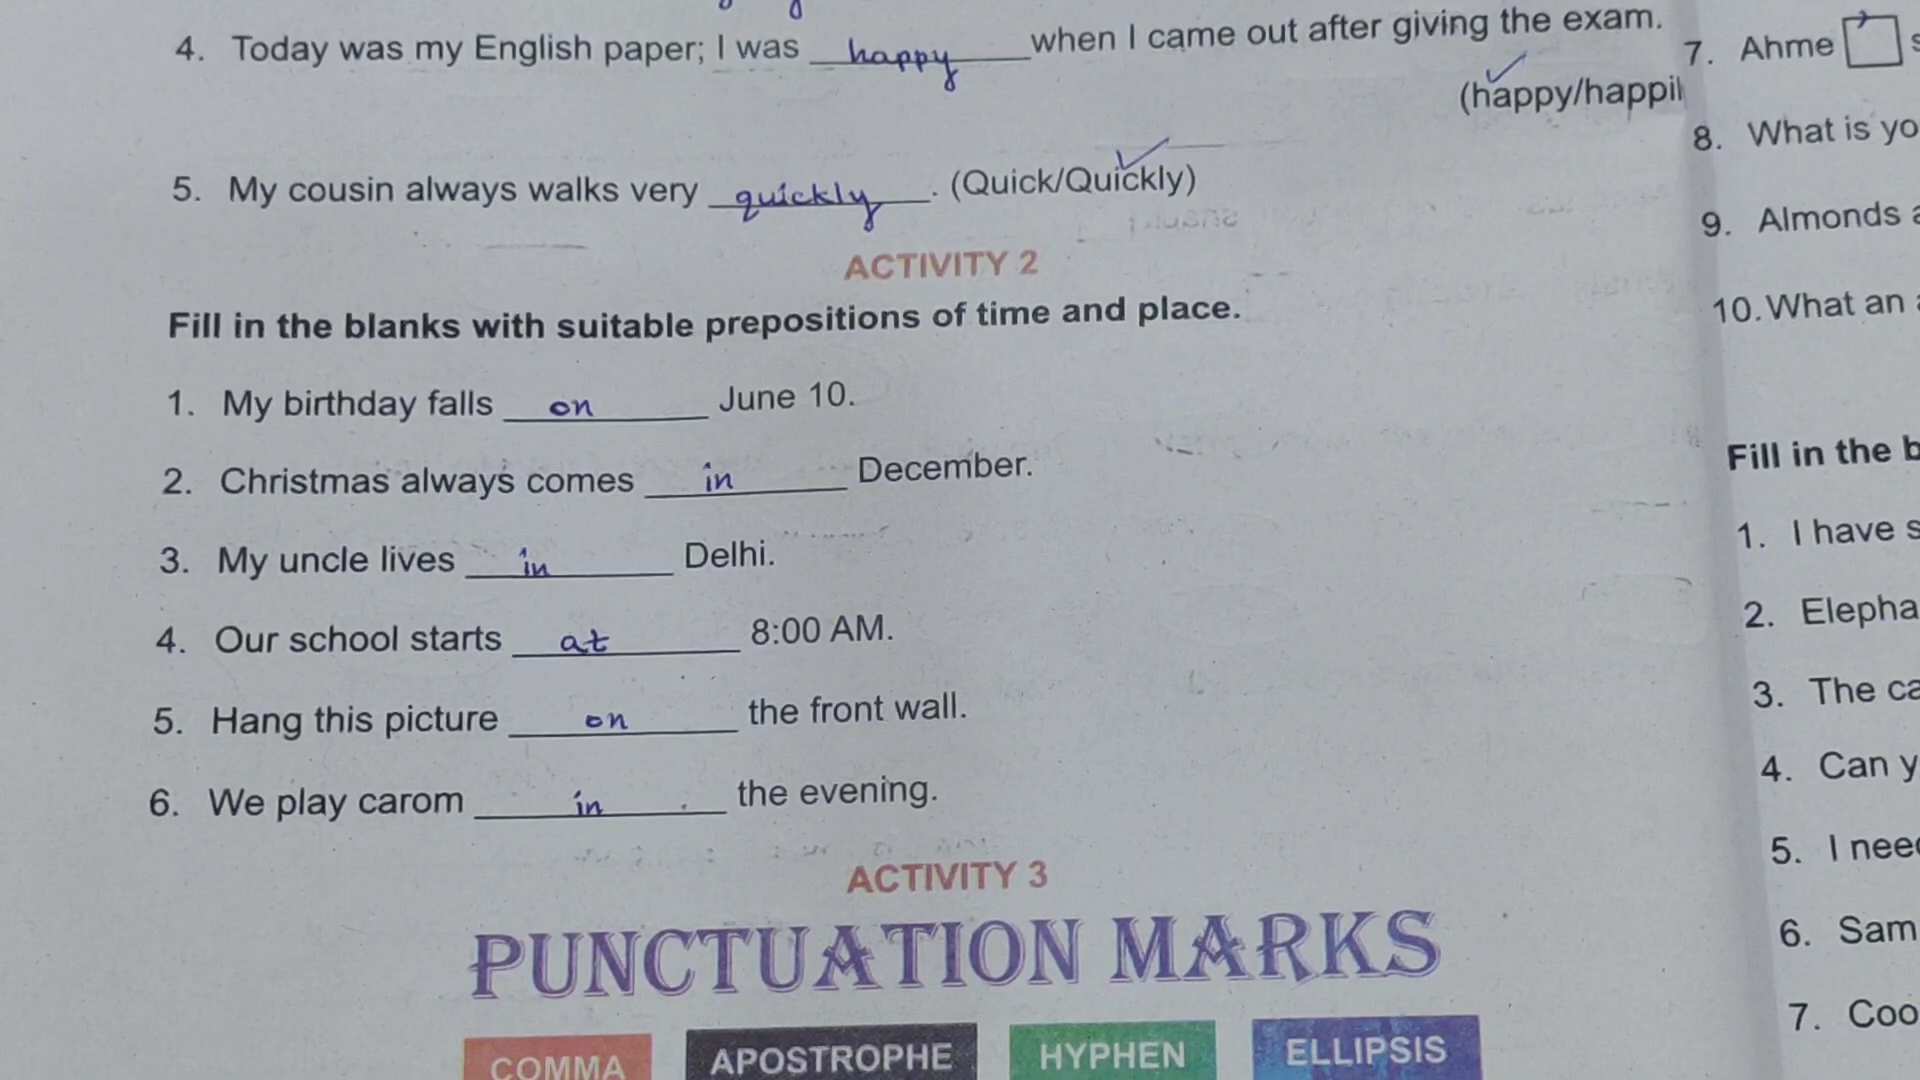 4. Today was my English paper; I was happy when I came out after giving the exam.
(happy/happil
5. My cousin always walks very quickly. (Quick/Quickly)
ACTIVITY 2
Fill in the blanks with suitable prepositions of time and place.
1. My birthday falls on June 10.
2. Christmas always comes in December.
3. My uncle lives in Delhi.
4. Our school starts at 8:00 AM.
5. Hang this picture on the front wall.
6. We play carom in the evening.
ACTIVITY 3
PUNCTUATION MARKS
COMMA APOSTROPHE HYPHEN ELLIPSIS
7. Ahme
8. What is yo
9. Almonds
10. What an
Fill in the b
1. I have s
2. Elepha
3. The ca
4. Can y
5. I nee
6. Sam
7. Coo